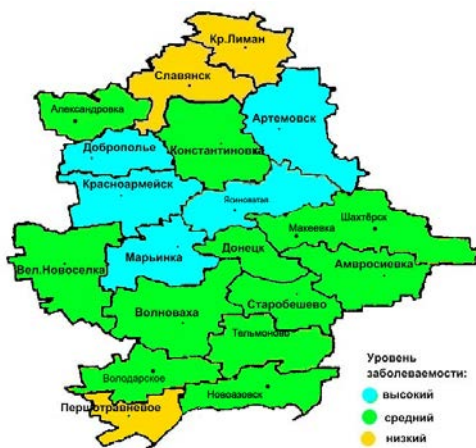 Кр.Лиман
Славянск
Александровка
Артемовск
Доброполье
Константиновка
Красноармейск
Ясиноватая
Шахтёрск
Макеевка
Донецк
Марьинка
Вел.Новоселка
Амвросиевка
Старобешево
Волноваха
Тельманово
Володарское
Новоазовск
Першотравневое
Уровень
заболеваемости:
высокий
средний
низкий